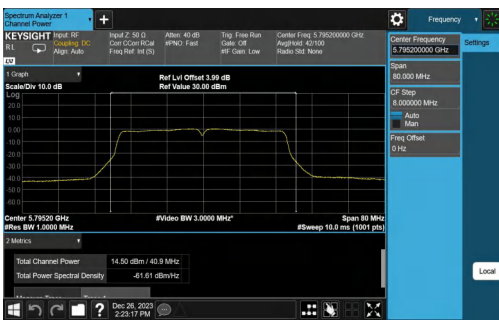 Spectrum Analyzer 1
Channel Power
Frequency
KEYSIGHT
Input: RF
Input Z: 50 Ω
Atten: 40 dB
Trig: Free Run
Center Freq: 5.795200000 GHz
RL
Coupling: DC
Corr CCorr RCal
#PNO: Fast
Gate: Off
Avg|Hold: 42/100
Align: Auto
Freq Ref: Int (S)
#IF Gain: Low
Radio Std: None
Center Frequency
Settings
5.795200000 GHz
Span
80.000 MHz
CF Step
8.000000 MHz
Auto
Man
Freq Offset
0 Hz
1 Graph
Ref Lvl Offset 3.99 dB
Scale/Div 10.0 dB
Ref Value 30.00 dBm
Log
20.0
10.0
0.00
-10.0
-20.0
-30.0
-40.0
-50.0
-60.0
Center 5.79520 GHz
#Video BW 3.0000 MHz*
Span 80 MHz
#Res BW 1.0000 MHz
#Sweep 10.0 ms (1001 pts)
2 Metrics
Total Channel Power
14.50 dBm / 40.9 MHz
Total Power Spectral Density
-61.61 dBm/Hz
Local
?
Dec 26, 2023
2:23:17 PM